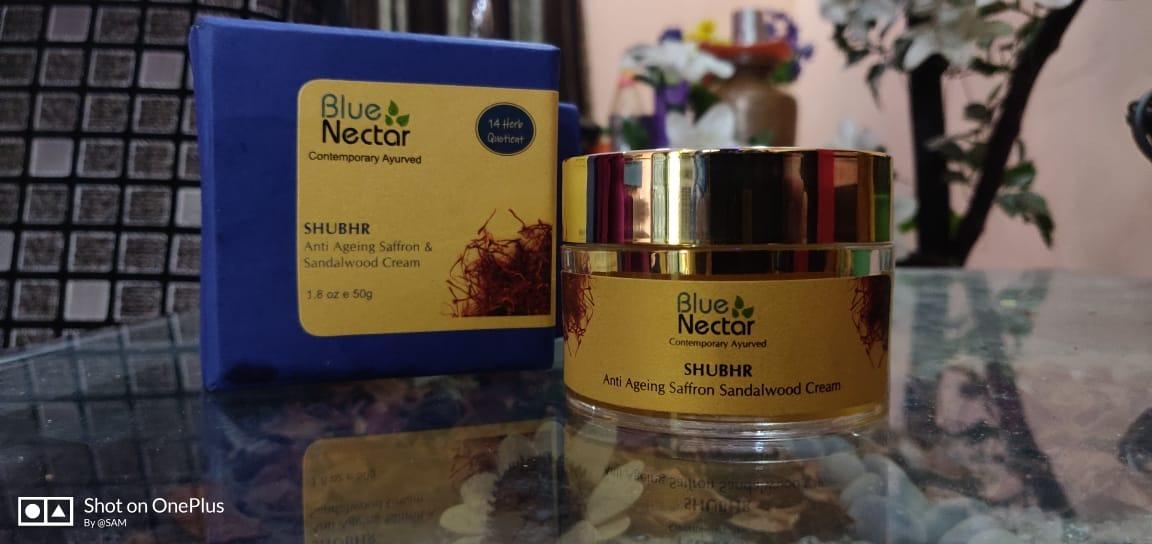 Blue
Nectar
Contemporary Ayurved
14 Herb
Quotient
SHUBHR
Anti Ageing Saffron &
Sandalwood Cream
1.8 oz e 50g
Blue
Nectar
Contemporary Ayurved
SHUBHR
Anti Ageing Saffron Sandalwood Cream
Shot on OnePlus
By @SAM